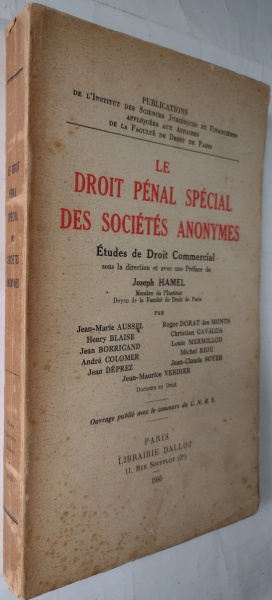 LE DROIT
PÉNAL
SPÉCIAL
DES
SOCIÉTÉS
ANONYMES
PUBLICATIONS
DE L'INSTITUT DES SCIENCES JURIDIQUES ET FINANCIÈRES
APPLIQUÉES AUX AFFAIRES
DE LA FACULTÉ DE DROIT DE PARIS
LE
DROIT PÉNAL SPÉCIAL
DES SOCIÉTÉS ANONYMES
Études de Droit Commercial
sous la direction et avec une Préface de
Joseph HAMEL
Membre de l'Institut
Doyen de la Faculté de Droit de Paris
PAR
Jean-Marie AUSSEL
Henry BLAISE
Jean BORRICAND
André COLOMER
Jean DÉPREZ
Roger DORAT des MONTS
Christian GAVALDA
Louis MERMILLOD
Michel RIOU
Jean-Claude SOYER
Jean-Maurice VERDIER
Docteurs en Droit
Ouvrage publié avec le concours du C. N. R. S.
PARIS
LIBRAIRIE DALLOZ
11, RUE SOUFFLOT (5e)
1955